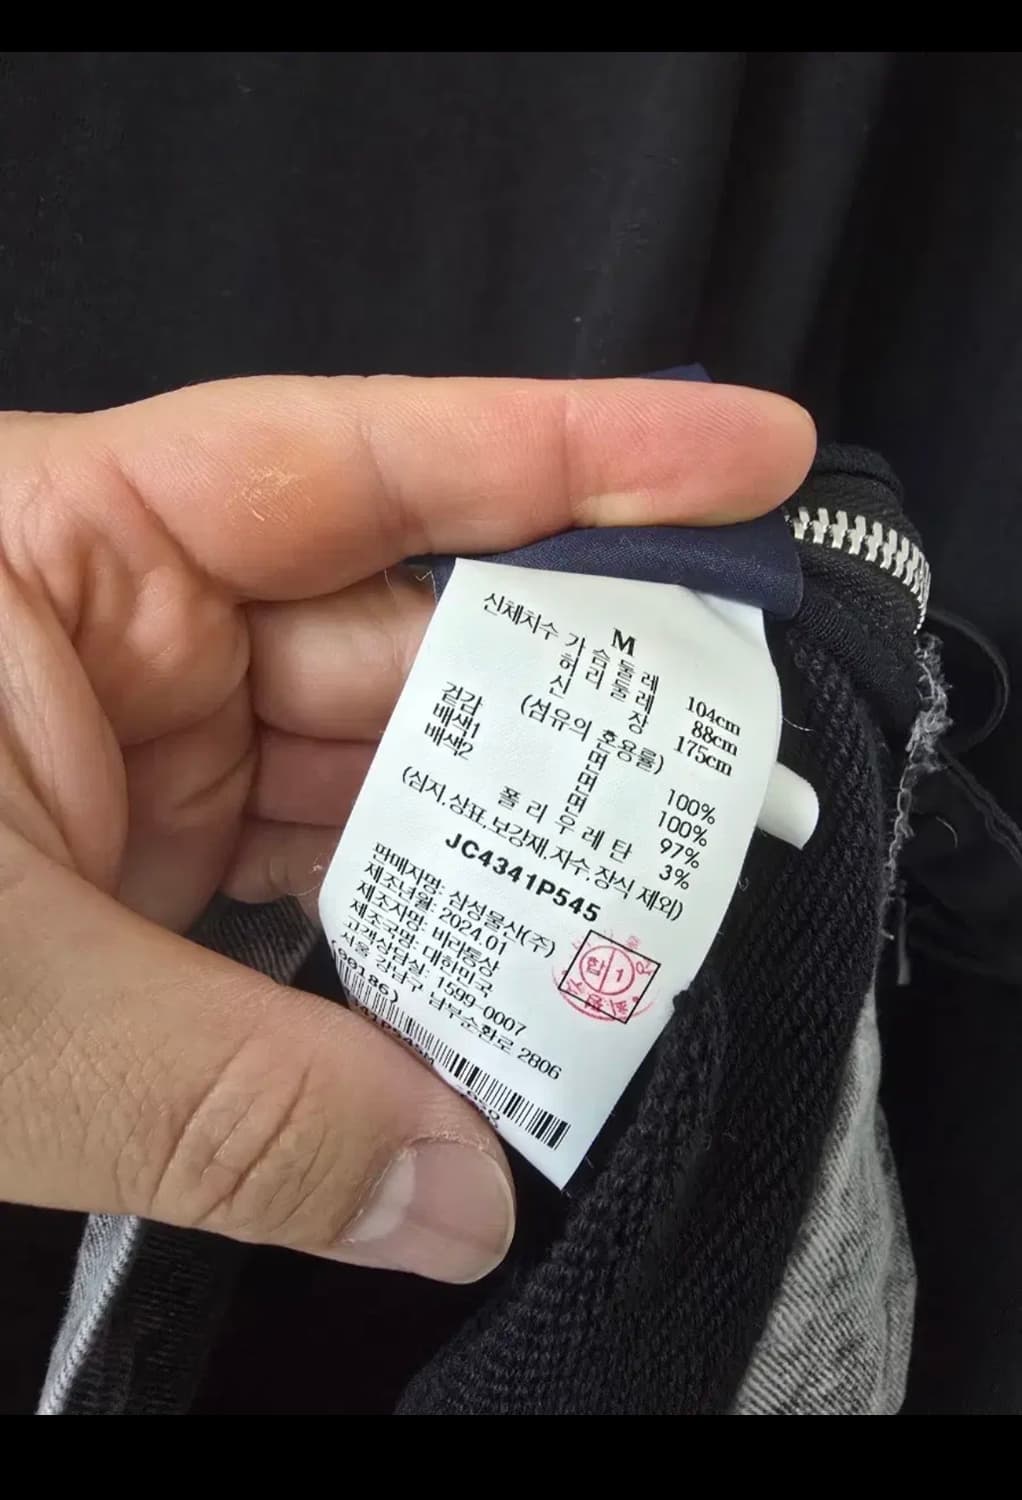 M
신체치수 가슴둘레 104cm
허리둘레 88cm
신장 175cm
(섬유의 혼용률)
겉감 면 100%
배색1 면 100%
배색2 면 97%
폴리우레탄 3%
(심지,상표,보강재,자수,장식 제외)
JC4341P545
판매자명: 삼성물산(주)
제조년월: 2024.01
제조자명: 비라통상
제조국명: 대한민국
고객상담실: 1599-0007
서울 강남구 남부순환로 2806
(00186)
합 1